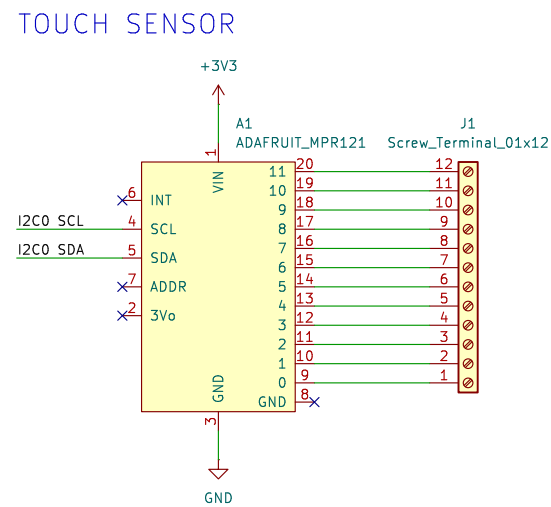 TOUCH SENSOR
+3V3
A1
ADAFRUIT_MPR121
J1
Screw_Terminal_01x12
1
VIN
6 INT
I2C0 SCL 4 SCL
I2C0 SDA 5 SDA
7 ADDR
2 3Vo
11 20 12
10 19 11
9 18 10
8 17 9
7 16 8
6 15 7
5 14 6
4 13 5
3 12 4
2 11 3
1 10 2
0 9 1
GND 8
GND
3
GND